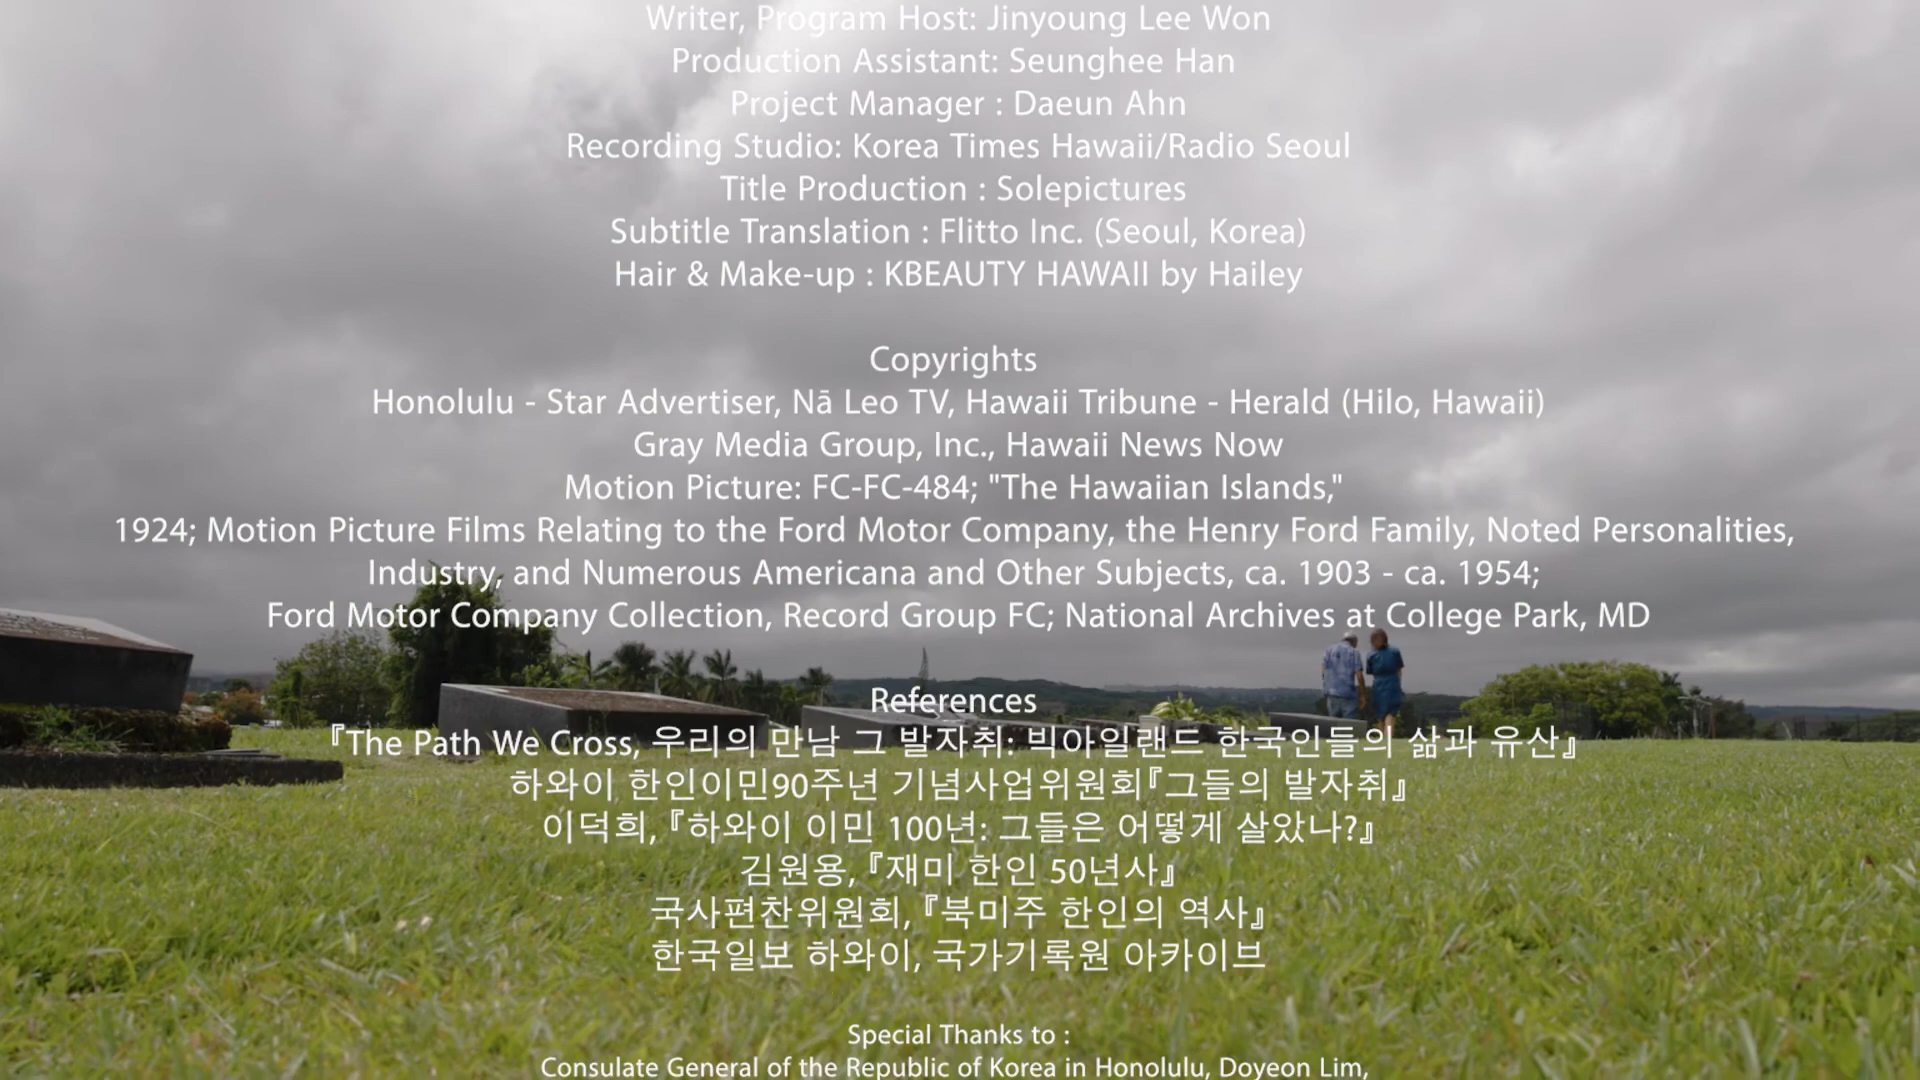 Writer, Program Host: Jinyoung Lee Won
Production Assistant: Seunghee Han
Project Manager : Daeun Ahn
Recording Studio: Korea Times Hawaii/Radio Seoul
Title Production : Solepictures
Subtitle Translation : Flitto Inc. (Seoul, Korea)
Hair & Make-up : KBEAUTY HAWAII by Hailey
Copyrights
Honolulu - Star Advertiser, Nā Leo TV, Hawaii Tribune - Herald (Hilo, Hawaii)
Gray Media Group, Inc., Hawaii News Now
Motion Picture: FC-FC-484; "The Hawaiian Islands,"
1924; Motion Picture Films Relating to the Ford Motor Company, the Henry Ford Family, Noted Personalities,
Industry, and Numerous Americana and Other Subjects, ca. 1903 - ca. 1954;
Ford Motor Company Collection, Record Group FC; National Archives at College Park, MD
References
『The Path We Cross, 우리의 만남 그 발자취: 빅아일랜드 한국인들의 삶과 유산』
하와이 한인이민90주년 기념사업위원회『그들의 발자취』
이덕희,『하와이 이민 100년: 그들은 어떻게 살았나?』
김원용,『재미 한인 50년사』
국사편찬위원회,『북미주 한인의 역사』
한국일보 하와이, 국가기록원 아카이브
Special Thanks to :
Consulate General of the Republic of Korea in Honolulu, Doyeon Lim,